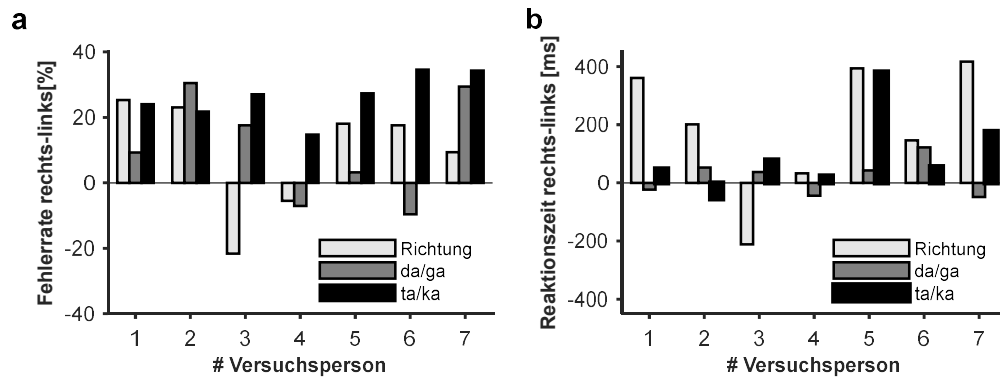 a
Fehlerrate rechts-links[%]
40
20
0
-20
-40
Richtung
da/ga
ta/ka
1 2 3 4 5 6 7
# Versuchsperson
b
Reaktionszeit rechts-links [ms]
400
200
0
-200
-400
Richtung
da/ga
ta/ka
1 2 3 4 5 6 7
# Versuchsperson